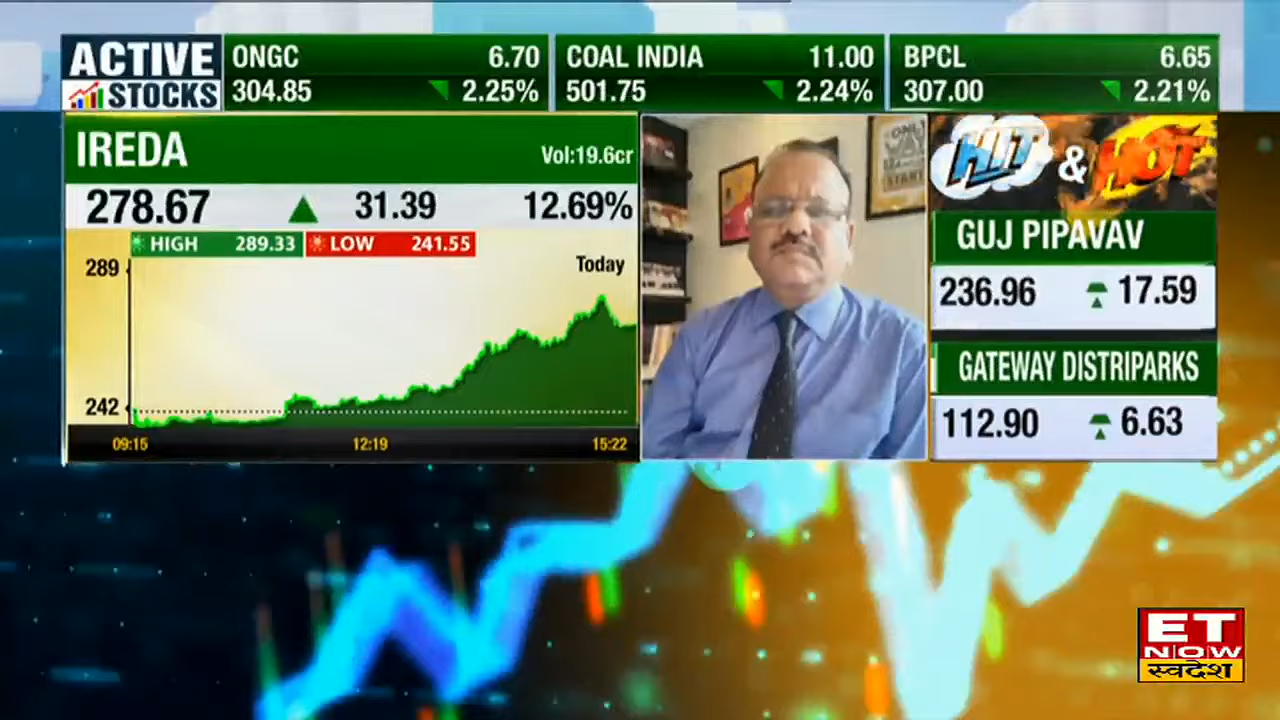 ACTIVE
STOCKS
ONGC 6.70
304.85 2.25%
COAL INDIA 11.00
501.75 2.24%
BPCL 6.65
307.00 2.21%
IREDA Vol:19.6cr
278.67 31.39 12.69%
HIGH 289.33 LOW 241.55
Today
289
242
09:15 12:19 15:22
HIT & HOT
GUJ PIPAVAV
236.96 17.59
GATEWAY DISTRIPARKS
112.90 6.63
ET
NOW
स्वदेश